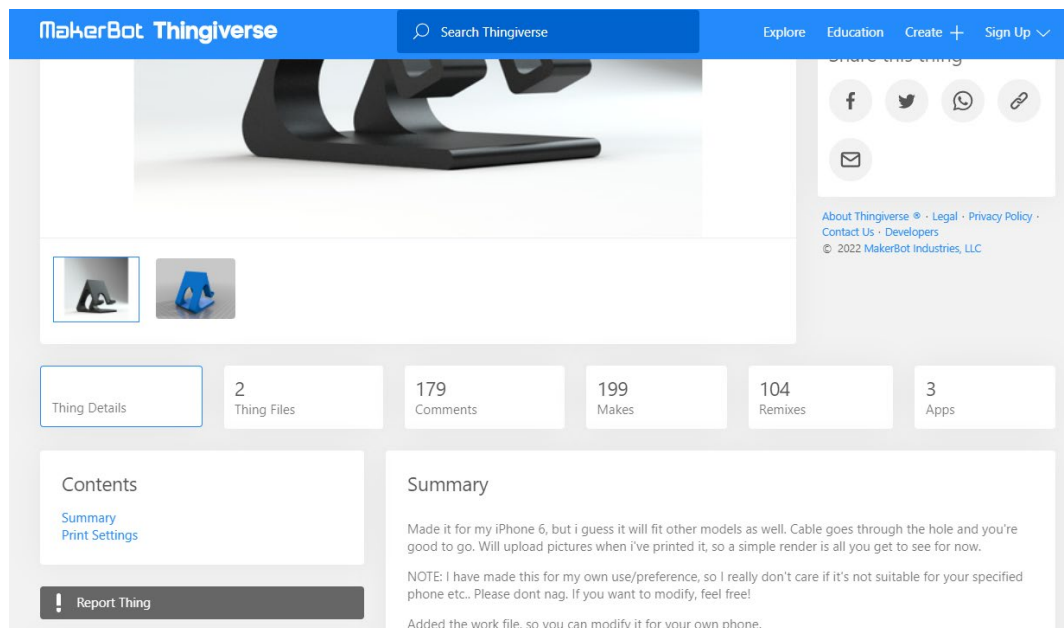 MakerBot Thingiverse
Search Thingiverse
Explore
Education
Create
Sign Up
Share this thing
About Thingiverse ® · Legal · Privacy Policy ·
Contact Us · Developers
© 2022 MakerBot Industries, LLC
Thing Details
2
Thing Files
179
Comments
199
Makes
104
Remixes
3
Apps
Contents
Summary
Print Settings
Report Thing
Summary
Made it for my iPhone 6, but i guess it will fit other models as well. Cable goes through the hole and you're
good to go. Will upload pictures when i've printed it, so a simple render is all you get to see for now.
NOTE: I have made this for my own use/preference, so I really don't care if it's not suitable for your specified
phone etc.. Please dont nag. If you want to modify, feel free!
Added the work file, so you can modify it for your own phone.